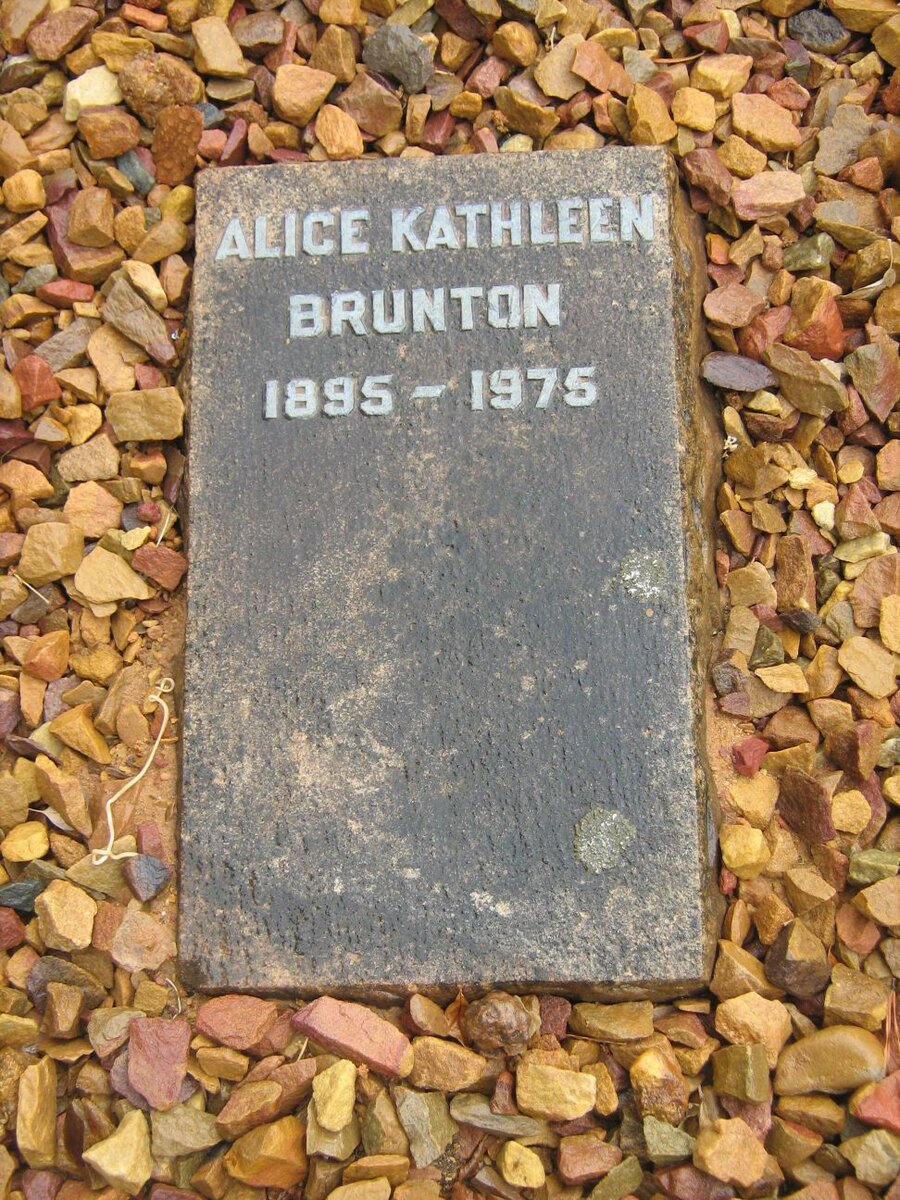 ALICE KATHLEEN
BRUNTON
1895 - 1975